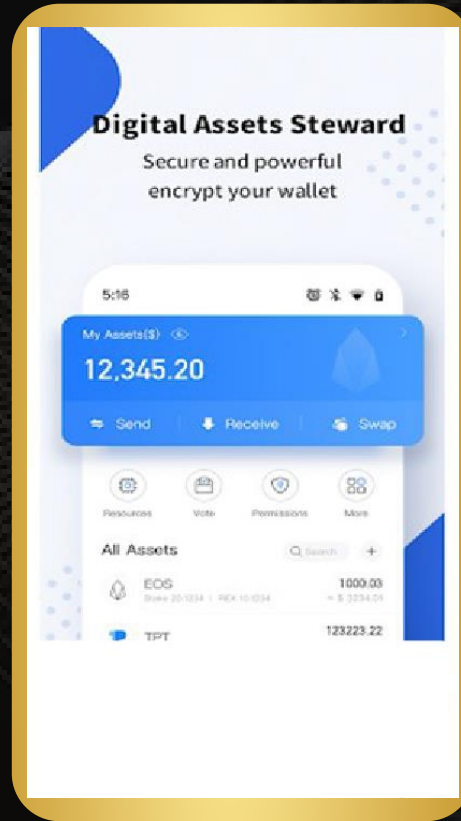 Digital Assets Steward
Secure and powerful
encrypt your wallet
5:16
My Assets($)
12,345.20
Send Receive Swap
Resources Vote Permissions More
All Assets Search +
EOS 1000.03
TPT 123223.22